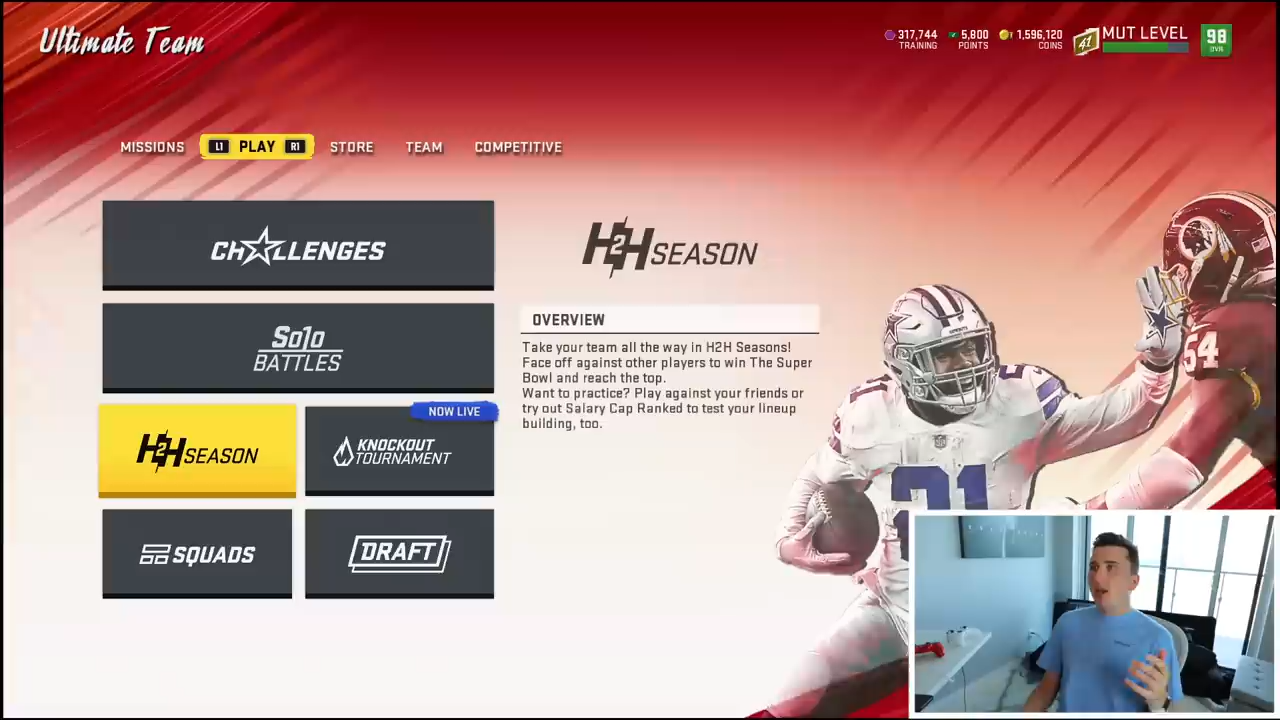 Ultimate Team
317,744
TRAINING
5,800
POINTS
1,596,120
COINS
41
MUT LEVEL
98
OVR
MISSIONS
L1 PLAY R1
STORE
TEAM
COMPETITIVE
CHALLENGES
Solo
BATTLES
H2H SEASON
NOW LIVE
KNOCKOUT
TOURNAMENT
SQUADS
DRAFT
H2H SEASON
OVERVIEW
Take your team all the way in H2H Seasons!
Face off against other players to win The Super
Bowl and reach the top.
Want to practice? Play against your friends or
try out Salary Cap Ranked to test your lineup
building, too.
21
54